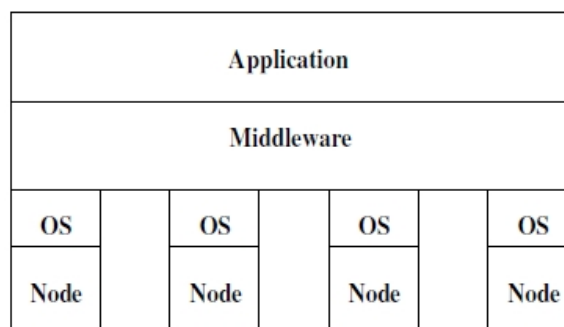 Application
Middleware
OS OS OS OS
Node Node Node Node